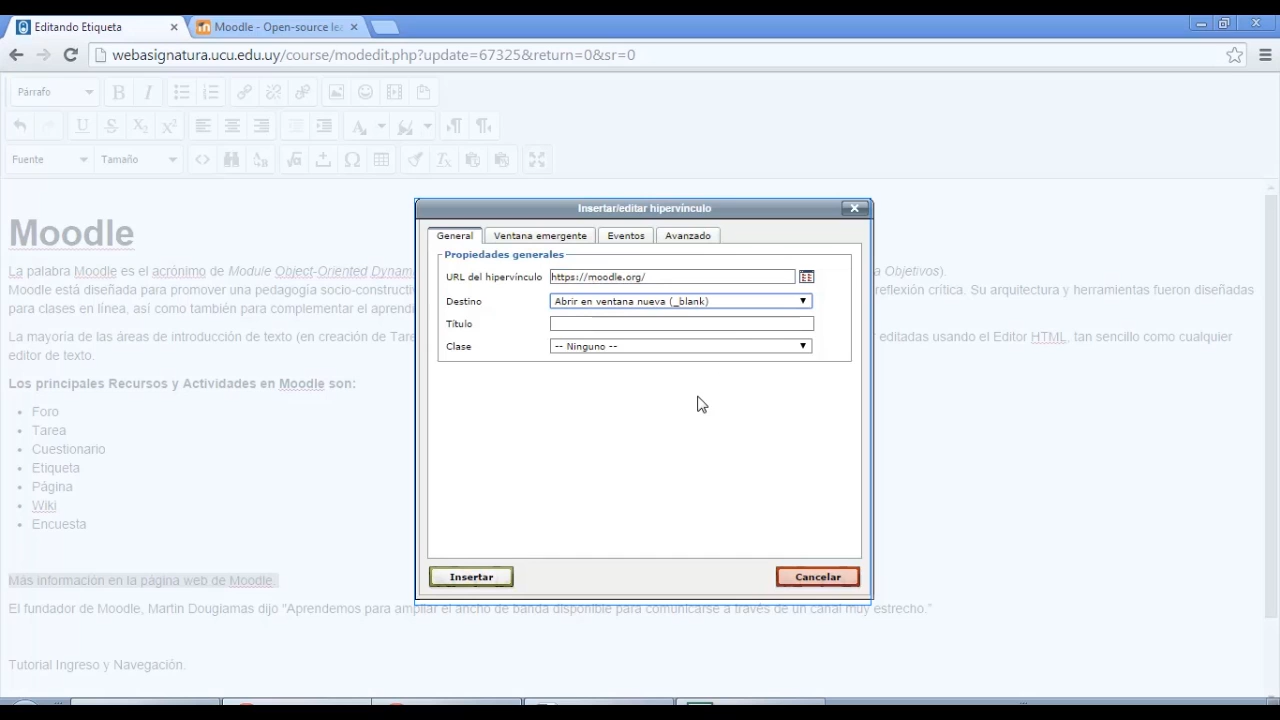 Editando Etiqueta
Moodle - Open-source lea
webasignatura.ucu.edu.uy/course/modedit.php?update=67325&return=0&sr=0
Párrafo
Fuente Tamaño
Moodle
La palabra Moodle es el acrónimo de Module Object-Oriented Dynam
a Objetivos).
Moodle está diseñada para promover una pedagogía socio-construc
reflexión crítica. Su arquitectura y herramientas fueron diseñadas
para clases en línea, así como también para complementar el aprend
La mayoría de las áreas de introducción de texto (en creación de Tare
editadas usando el Editor HTML, tan sencillo como cualquier
editor de texto.
Los principales Recursos y Actividades en Moodle son:
Foro
Tarea
Cuestionario
Etiqueta
Página
Wiki
Encuesta
Más información en la página web de Moodle.
El fundador de Moodle, Martin Dougiamas dijo "Aprendemos para ampliar el ancho de banda disponible para comunicarse a través de un canal muy estrecho."
Tutorial Ingreso y Navegación.
Insertar/editar hipervínculo
General Ventana emergente Eventos Avanzado
Propiedades generales
URL del hipervínculo https://moodle.org/
Destino Abrir en ventana nueva (_blank)
Título
Clase -- Ninguno --
Insertar Cancelar